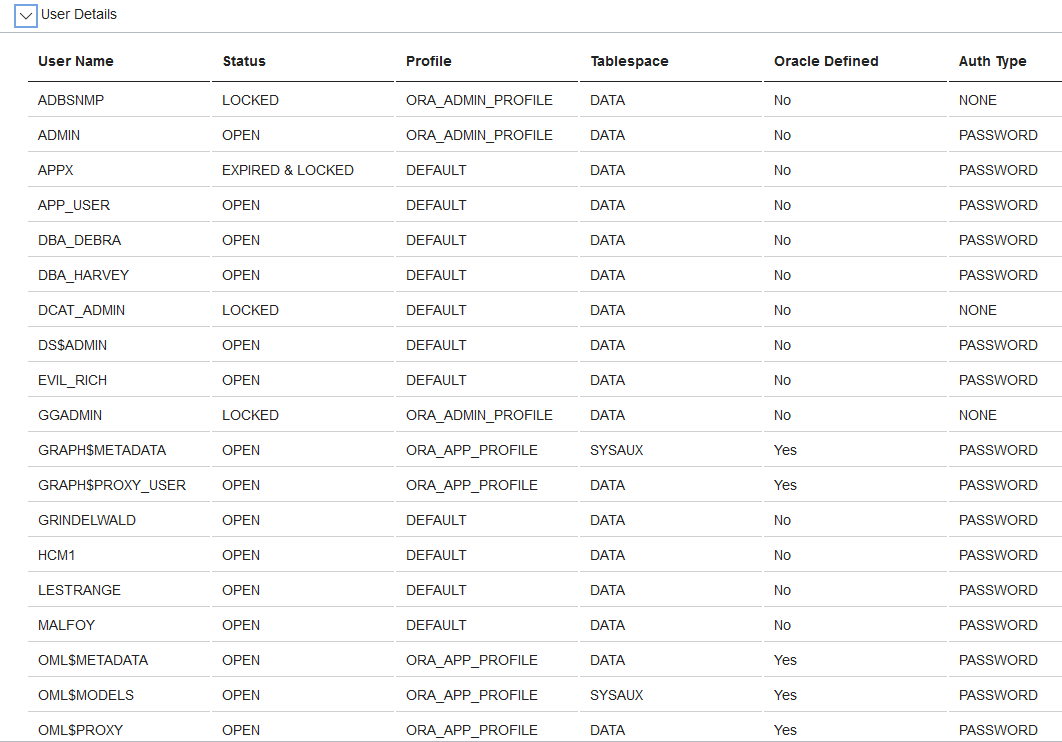 User Details
User Name Status Profile Tablespace Oracle Defined Auth Type
ADBSNMP LOCKED ORA_ADMIN_PROFILE DATA No NONE
ADMIN OPEN ORA_ADMIN_PROFILE DATA No PASSWORD
APPX EXPIRED & LOCKED DEFAULT DATA No PASSWORD
APP_USER OPEN DEFAULT DATA No PASSWORD
DBA_DEBRA OPEN DEFAULT DATA No PASSWORD
DBA_HARVEY OPEN DEFAULT DATA No PASSWORD
DCAT_ADMIN LOCKED DEFAULT DATA No NONE
DS$ADMIN OPEN DEFAULT DATA No PASSWORD
EVIL_RICH OPEN DEFAULT DATA No PASSWORD
GGADMIN LOCKED ORA_ADMIN_PROFILE DATA No NONE
GRAPH$METADATA OPEN ORA_APP_PROFILE SYSAUX Yes PASSWORD
GRAPH$PROXY_USER OPEN ORA_APP_PROFILE DATA Yes PASSWORD
GRINDELWALD OPEN DEFAULT DATA No PASSWORD
HCM1 OPEN DEFAULT DATA No PASSWORD
LESTRANGE OPEN DEFAULT DATA No PASSWORD
MALFOY OPEN DEFAULT DATA No PASSWORD
OML$METADATA OPEN ORA_APP_PROFILE DATA Yes PASSWORD
OML$MODELS OPEN ORA_APP_PROFILE SYSAUX Yes PASSWORD
OML$PROXY OPEN ORA_APP_PROFILE DATA Yes PASSWORD